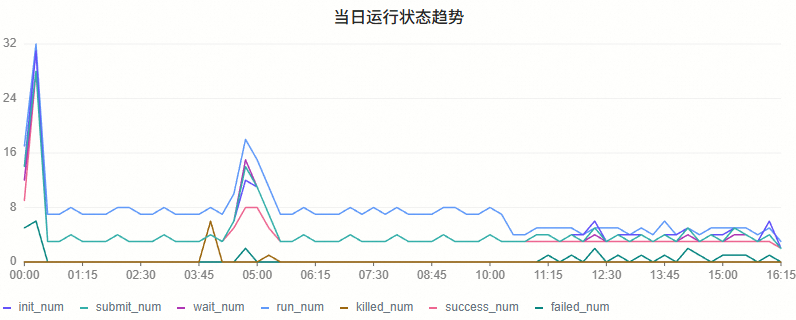 当日运行状态趋势
32
24
16
8
0
00:00 01:15 02:30 03:45 05:00 06:15 07:30 08:45 10:00 11:15 12:30 13:45 15:00 16:15
init_num submit_num wait_num run_num killed_num success_num failed_num